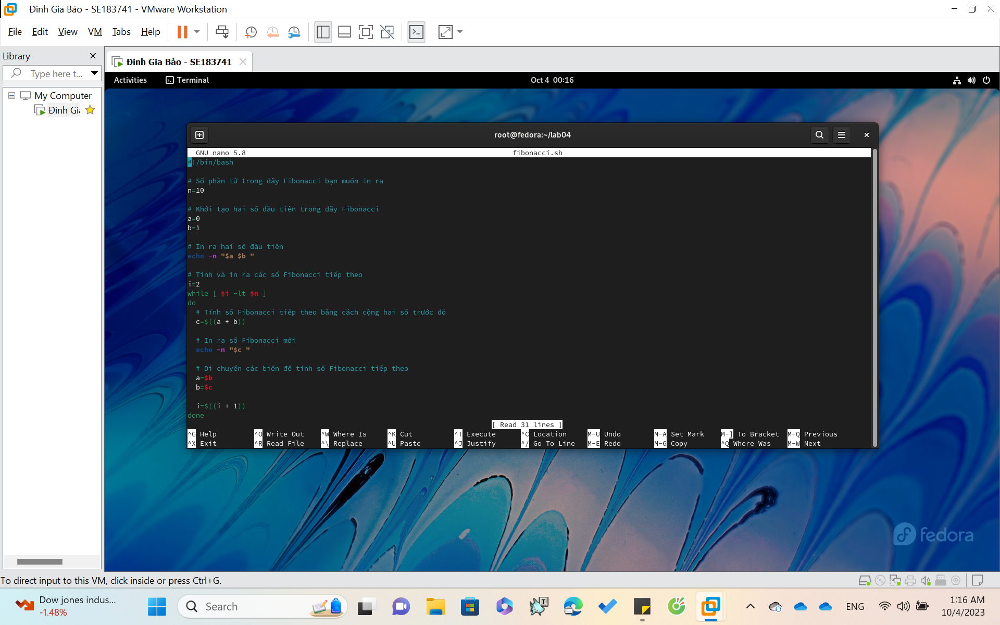 Đinh Gia Bảo - SE183741 - VMware Workstation
File Edit View VM Tabs Help
Library
Type here t...
My Computer
Đinh Gia
Đinh Gia Bảo - SE183741
Activities Terminal Oct 4 00:16
root@fedora:~/lab04
GNU nano 5.8 fibonacci.sh
#!/bin/bash
# Số phần tử trong dãy Fibonacci bạn muốn in ra
n=10
# Khởi tạo hai số đầu tiên trong dãy Fibonacci
a=0
b=1
# In ra hai số đầu tiên
echo -n "$a $b "
# Tính và in ra các số Fibonacci tiếp theo
i=2
while [ $i -lt $n ]
do
# Tính số Fibonacci tiếp theo bằng cách cộng hai số trước đó
c=$((a + b))
# In ra số Fibonacci mới
echo -n "$c "
# Di chuyển các biến để tính số Fibonacci tiếp theo
a=$b
b=$c
i=$((i + 1))
done
[ Read 31 lines ]
^G Help ^O Write Out ^W Where Is ^K Cut ^T Execute ^C Location M-U Undo M-A Set Mark M-] To Bracket M-Q Previous
^X Exit ^R Read File ^\ Replace ^U Paste ^J Justify ^/ Go To Line M-E Redo M-6 Copy ^Q Where Was M-W Next
fedora
To direct input to this VM, click inside or press Ctrl+G.
Dow jones indus...
-1.48%
Search
T
ENG
1:16 AM
10/4/2023